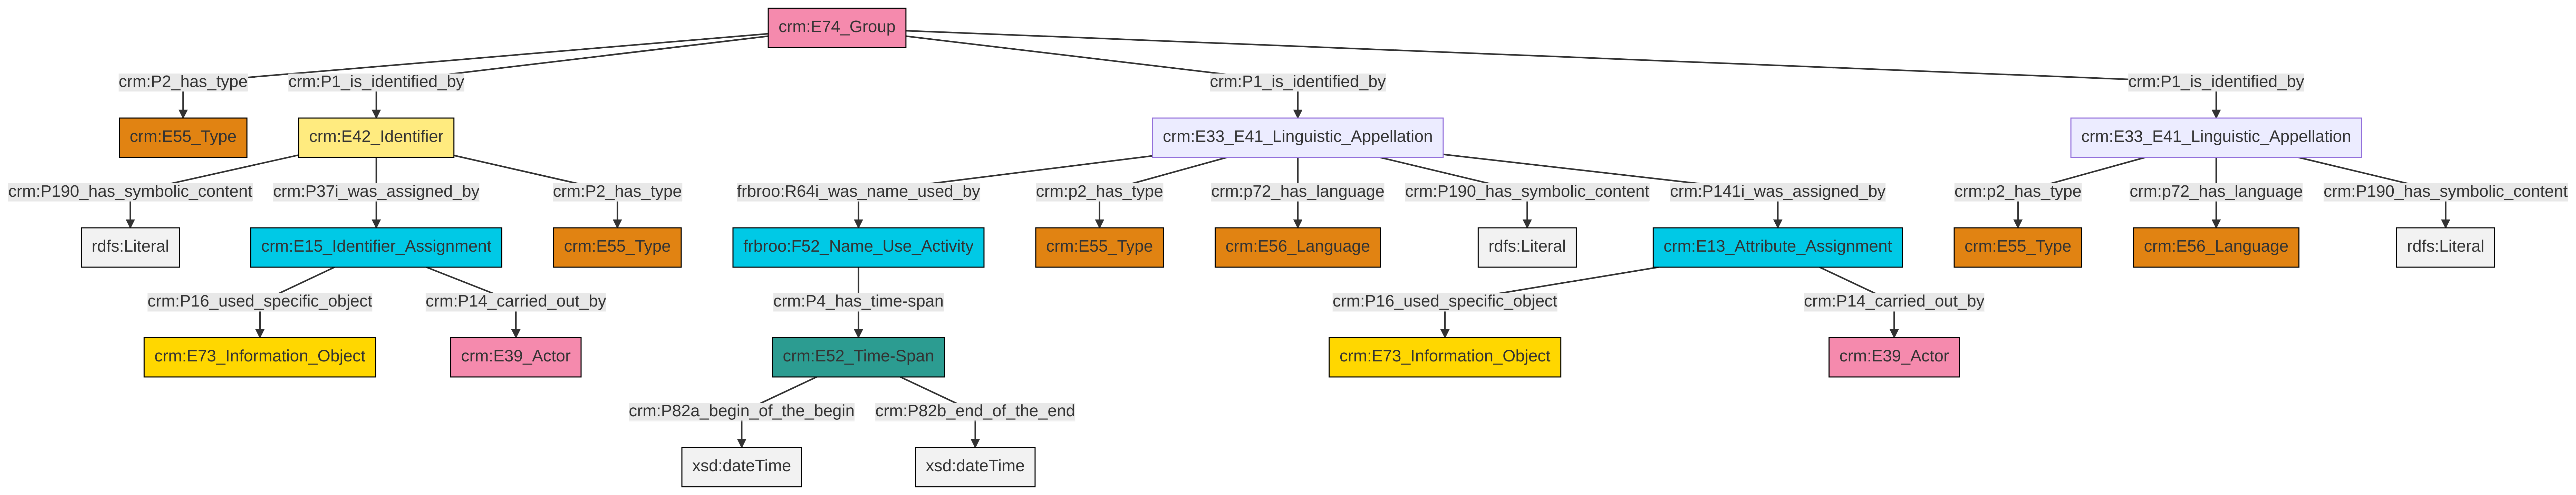 crm:E74_Group
crm:P2_has_type
crm:P1_is_identified_by
crm:P1_is_identified_by
crm:P1_is_identified_by
crm:E55_Type
crm:E42_Identifier
crm:E33_E41_Linguistic_Appellation
crm:E33_E41_Linguistic_Appellation
crm:P190_has_symbolic_content
crm:P37i_was_assigned_by
crm:P2_has_type
frbroo:R64i_was_name_used_by
crm:p2_has_type
crm:p72_has_language
crm:P190_has_symbolic_content
crm:P141i_was_assigned_by
crm:p2_has_type
crm:p72_has_language
crm:P190_has_symbolic_content
rdfs:Literal
crm:E15_Identifier_Assignment
crm:E55_Type
frbroo:F52_Name_Use_Activity
crm:E55_Type
crm:E56_Language
rdfs:Literal
crm:E13_Attribute_Assignment
crm:E55_Type
crm:E56_Language
rdfs:Literal
crm:P16_used_specific_object
crm:P14_carried_out_by
crm:P4_has_time-span
crm:P16_used_specific_object
crm:P14_carried_out_by
crm:E73_Information_Object
crm:E39_Actor
crm:E52_Time-Span
crm:E73_Information_Object
crm:E39_Actor
crm:P82a_begin_of_the_begin
crm:P82b_end_of_the_end
xsd:dateTime
xsd:dateTime